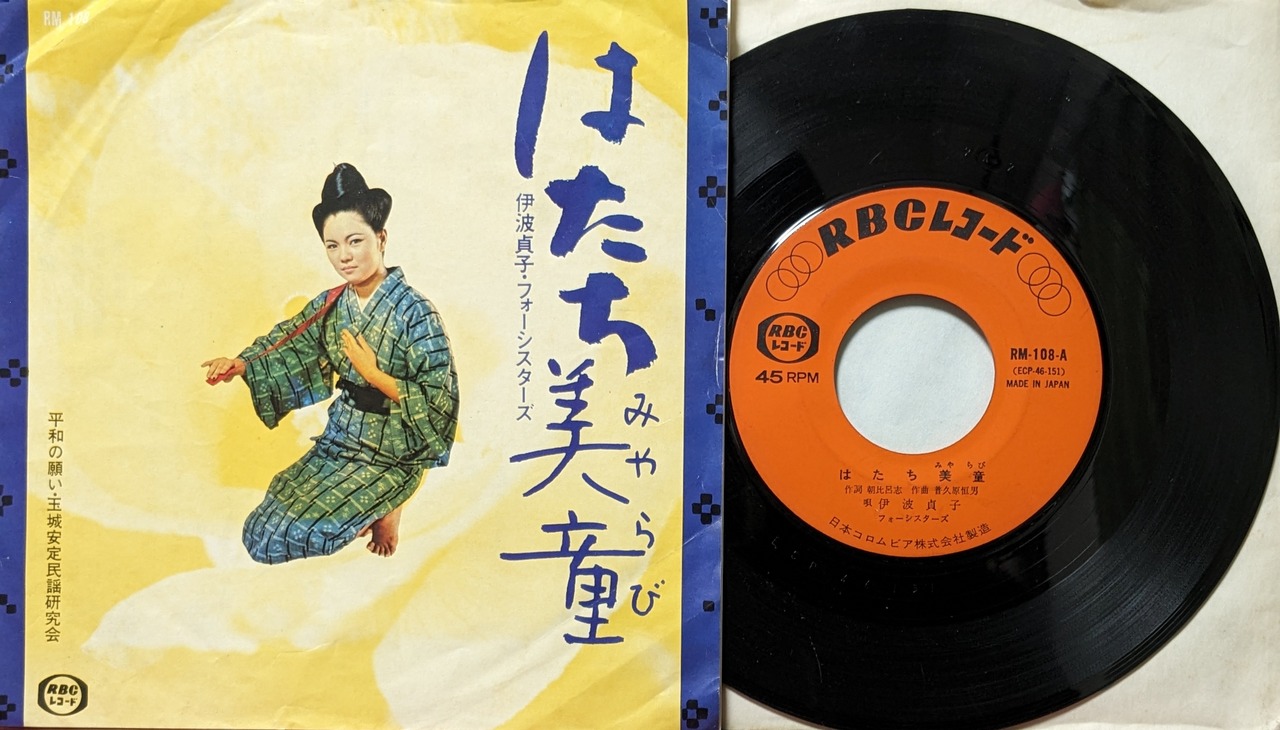 RM 108
はたち美童
みやらび
伊波貞子・フォーシスターズ
平和の願い・玉城安定民謡研究会
RBC
レコード
RBCレコード
RBC
レコード
45 RPM
RM-108-A
(ECP-46-151)
MADE IN JAPAN
みやらび
はたち美童
作詞 朝比呂志 作曲 普久原恒男
唄 伊波貞子
フォーシスターズ
日本コロムビア株式会社製造